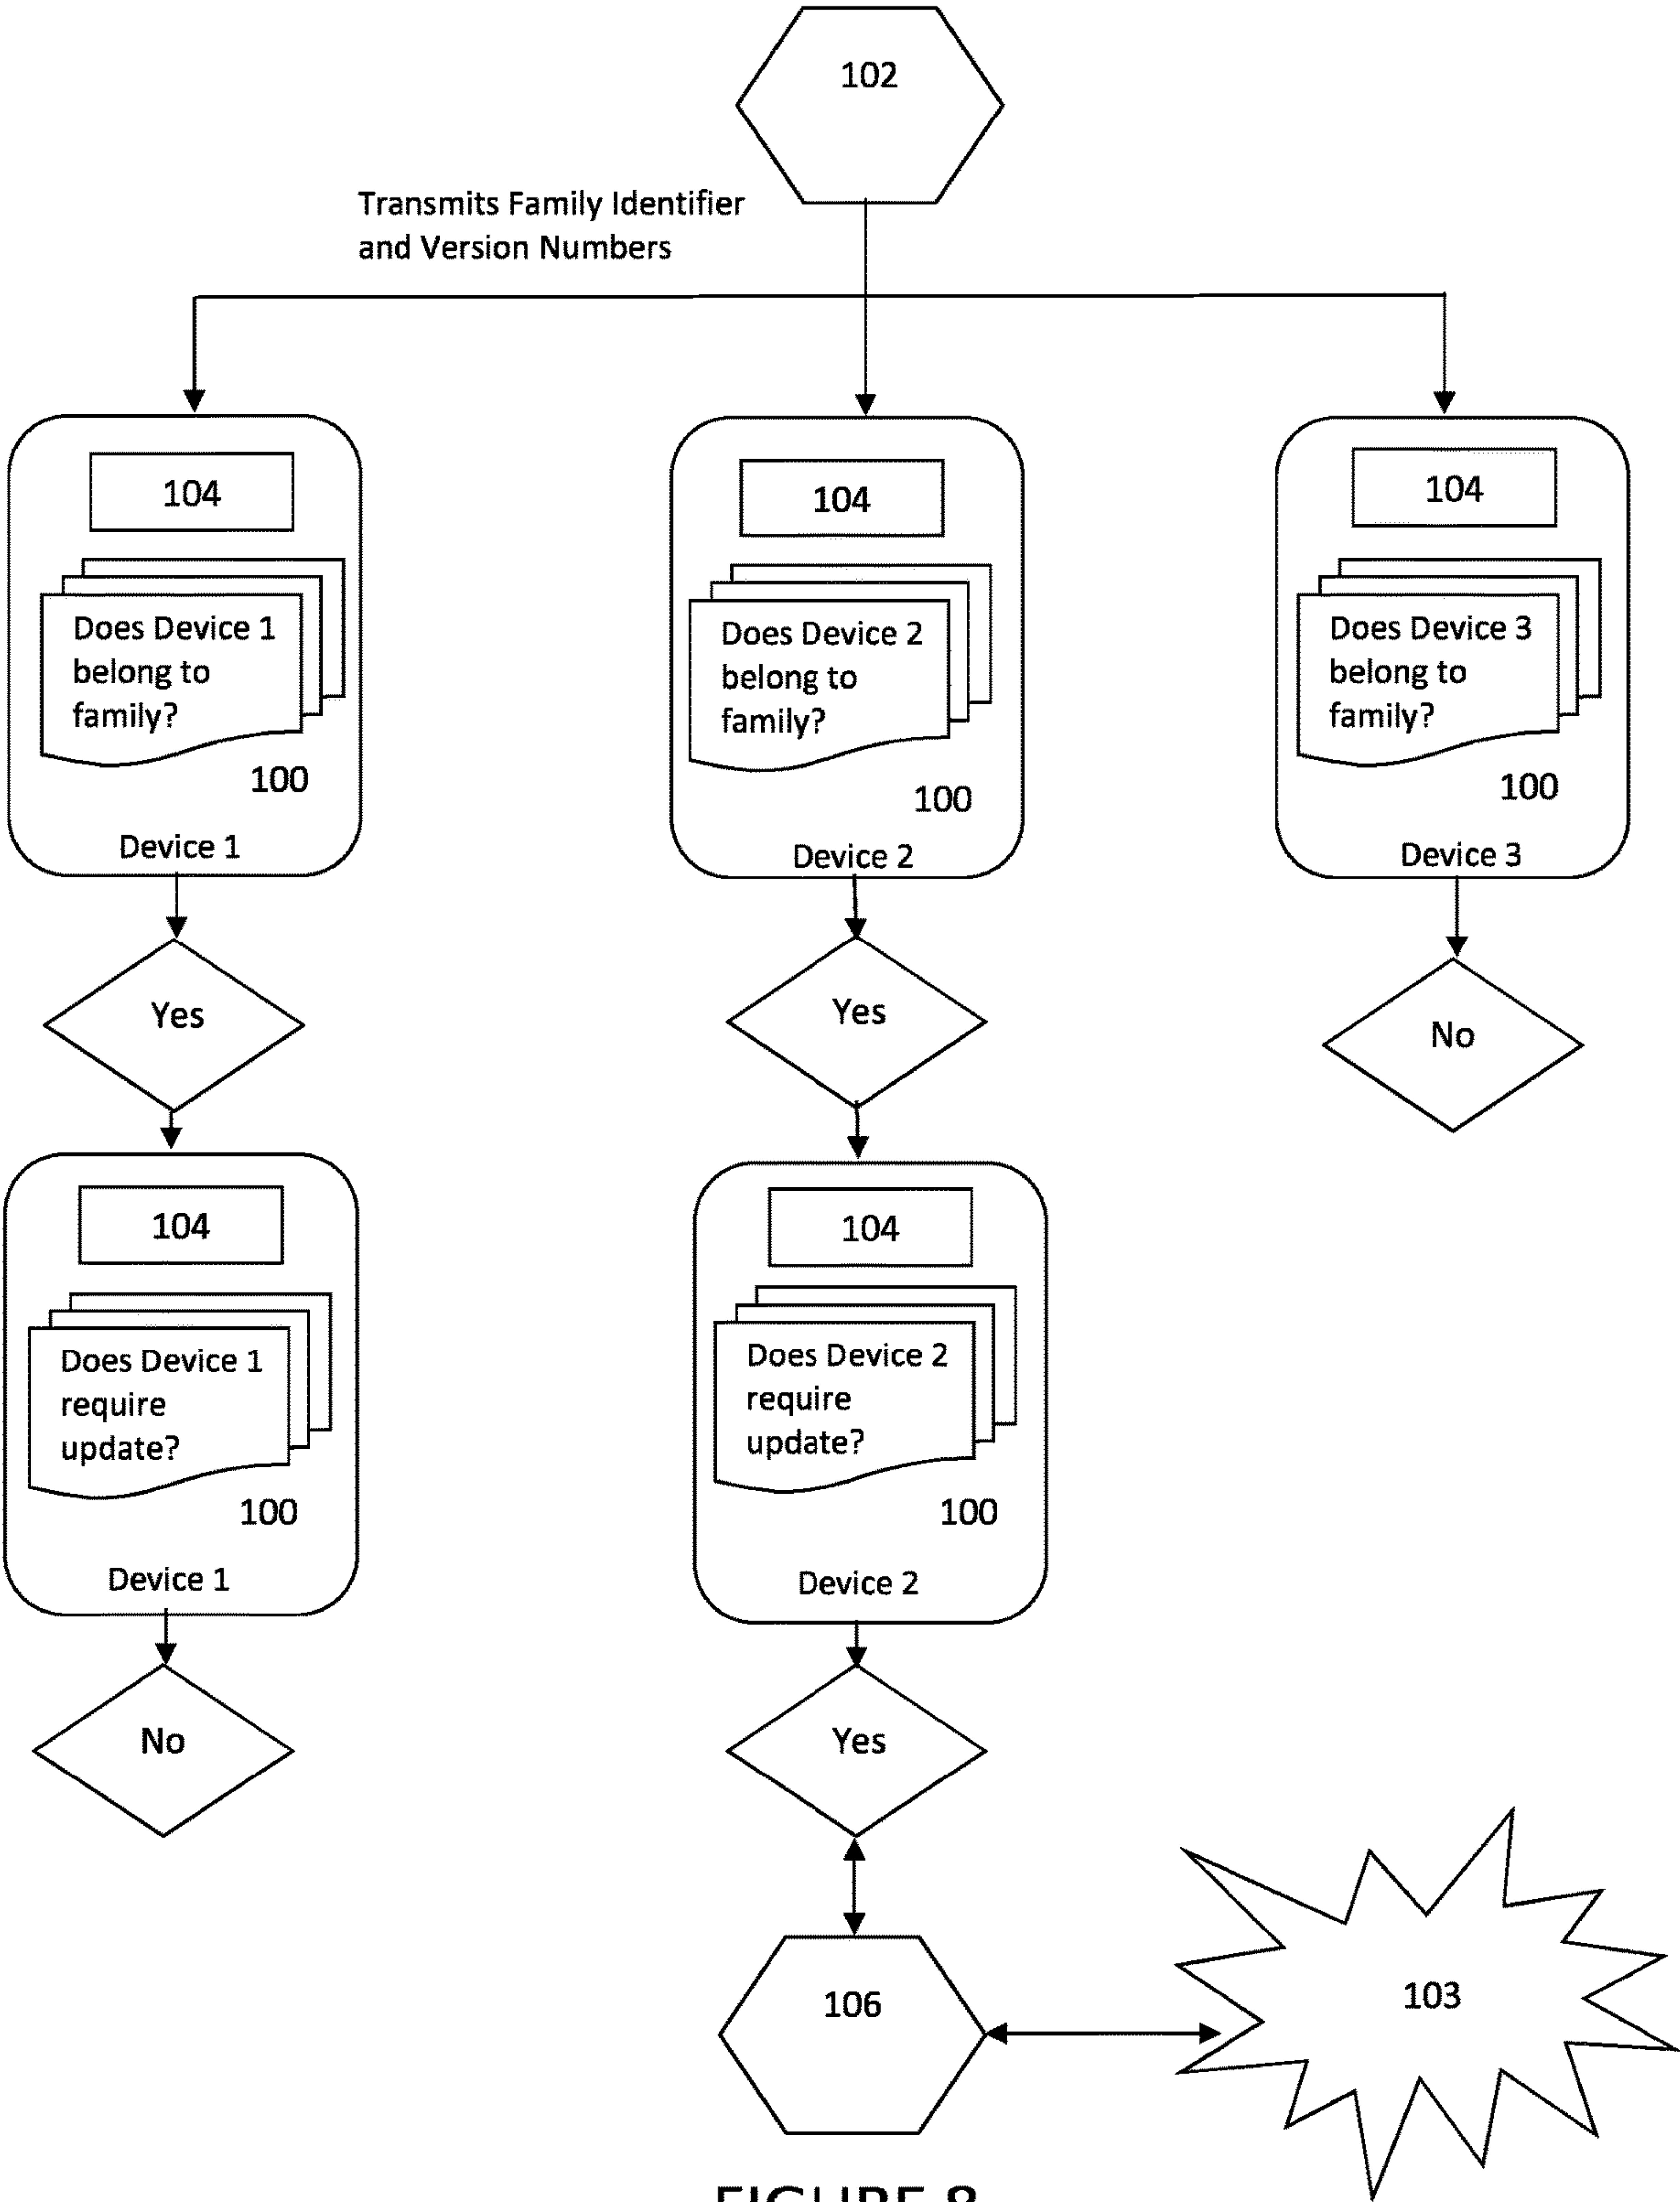 102
Transmits Family Identifier
and Version Numbers
104
Does Device 1
belong to
family?
100
Device 1
104
Does Device 2
belong to
family?
100
Device 2
104
Does Device 3
belong to
family?
100
Device 3
Yes
Yes
No
104
Does Device 1
require
update?
100
Device 1
104
Does Device 2
require
update?
100
Device 2
No
Yes
106
103
FIGURE 8